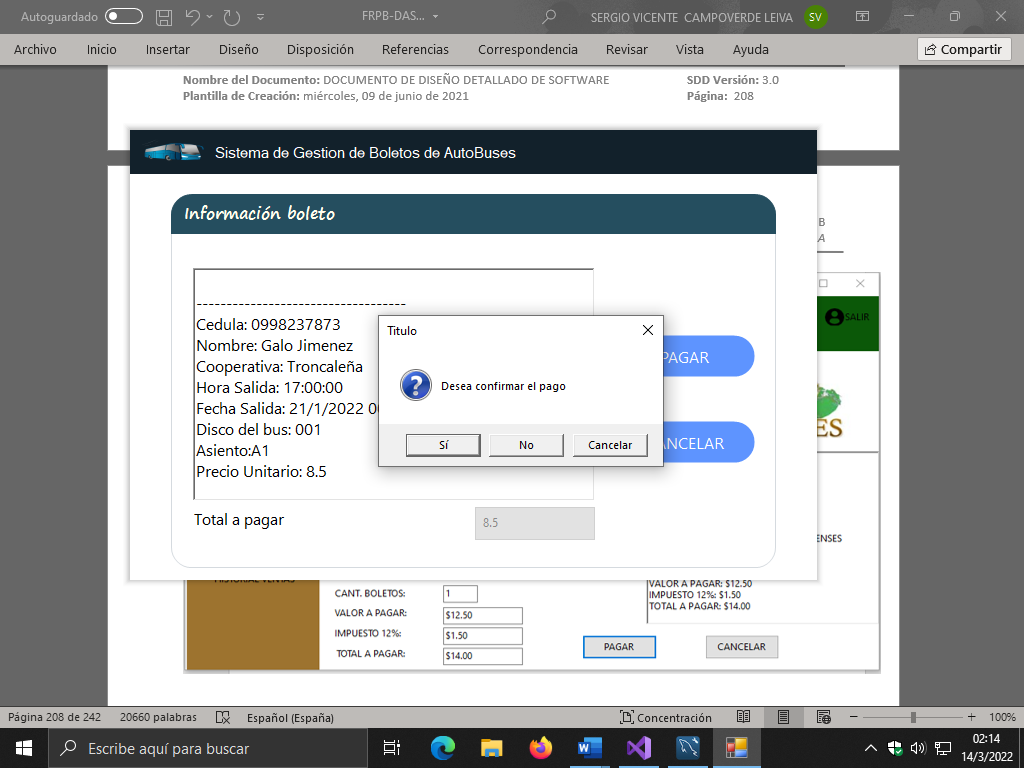 Autoguardado
FRPB-DAS...
SERGIO VICENTE CAMPOVERDE LEIVA
SV
Archivo
Inicio
Insertar
Diseño
Disposición
Referencias
Correspondencia
Revisar
Vista
Ayuda
Compartir
Nombre del Documento: DOCUMENTO DE DISEÑO DETALLADO DE SOFTWARE
SDD Versión: 3.0
Plantilla de Creación: miércoles, 09 de junio de 2021
Página: 208
Sistema de Gestion de Boletos de AutoBuses
Información boleto
-----------------------------------
Cedula: 0998237873
Nombre: Galo Jimenez
Cooperativa: Troncaleña
Hora Salida: 17:00:00
Fecha Salida: 21/1/2022
Disco del bus: 001
Asiento:A1
Precio Unitario: 8.5
Total a pagar
8.5
Titulo
Desea confirmar el pago
Sí
No
Cancelar
PAGAR
ANCELAR
B
A
SALIR
ES
ENSES
HISTORIAL VENTAS
CANT. BOLETOS:
1
VALOR A PAGAR:
$12.50
IMPUESTO 12%:
$1.50
TOTAL A PAGAR:
$14.00
VALOR A PAGAR: $12.50
IMPUESTO 12%: $1.50
TOTAL A PAGAR: $14.00
PAGAR
CANCELAR
Página 208 de 242
20660 palabras
Español (España)
Concentración
100%
Escribe aquí para buscar
02:14
14/3/2022